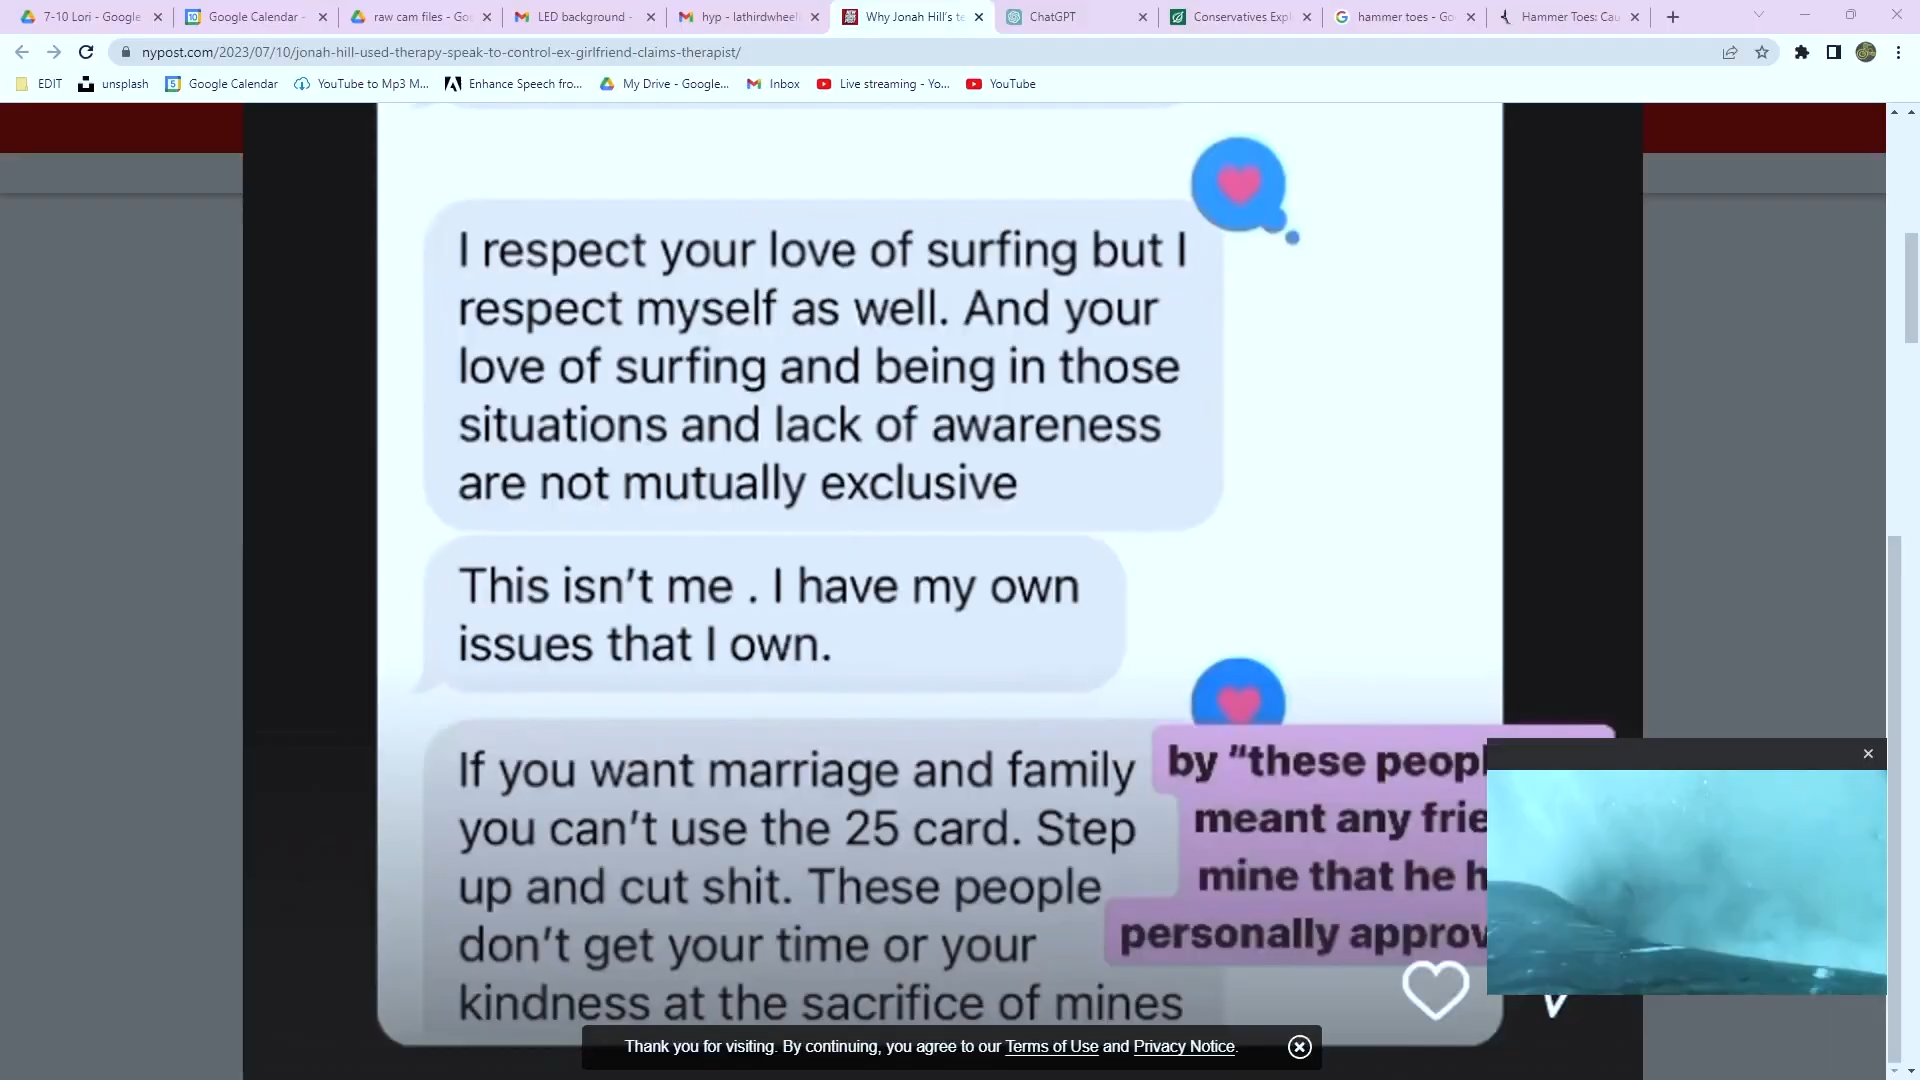 7-10 Lori - Google
Google Calendar -
raw cam files - Goo
LED background -
hyp - lathirdwheel
Why Jonah Hill's te
ChatGPT
Conservatives Expl
hammer toes - Go
Hammer Toes: Cau
nypost.com/2023/07/10/jonah-hill-used-therapy-speak-to-control-ex-girlfriend-claims-therapist/
EDIT
unsplash
Google Calendar
YouTube to Mp3 M...
Enhance Speech fro...
My Drive - Google...
Inbox
Live streaming - Yo...
YouTube
I respect your love of surfing but I
respect myself as well. And your
love of surfing and being in those
situations and lack of awareness
are not mutually exclusive
This isn't me . I have my own
issues that I own.
If you want marriage and family
you can't use the 25 card. Step
up and cut shit. These people
don't get your time or your
kindness at the sacrifice of mines
by "these peopl
meant any frie
mine that he h
personally approv
Thank you for visiting. By continuing, you agree to our Terms of Use and Privacy Notice.